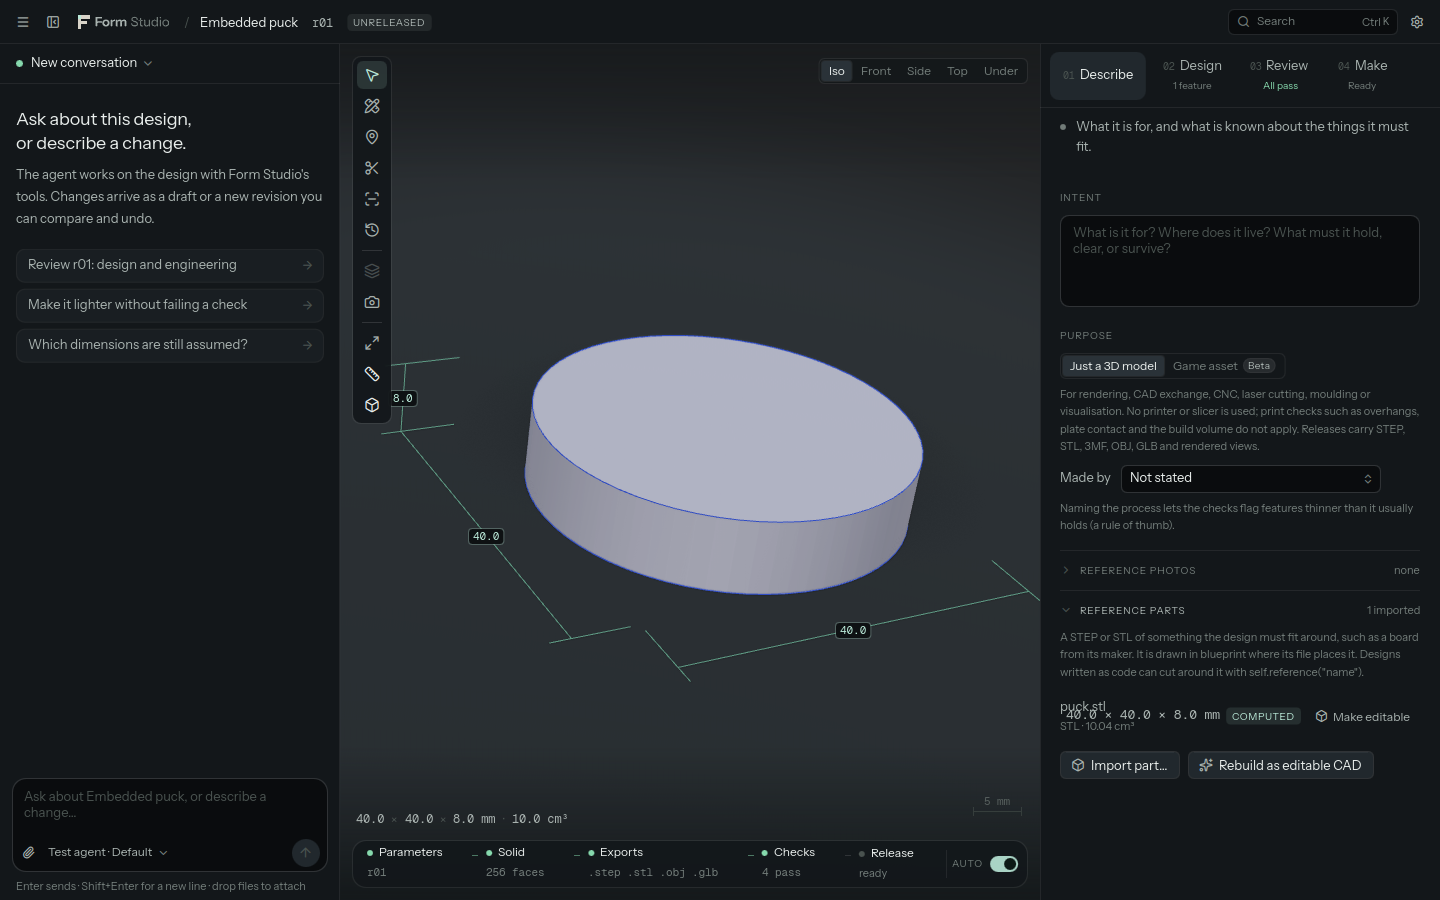 Form Studio / Embedded puck r01 UNRELEASED
Search Ctrl K
New conversation
Ask about this design,
or describe a change.
The agent works on the design with Form Studio's
tools. Changes arrive as a draft or a new revision you
can compare and undo.
Review r01: design and engineering
Make it lighter without failing a check
Which dimensions are still assumed?
Ask about Embedded puck, or describe a
change...
Test agent · Default
Enter sends · Shift+Enter for a new line · drop files to attach
Iso Front Side Top Under
8.0
40.0
40.0
5 mm
40.0 × 40.0 × 8.0 mm · 10.0 cm³
Parameters
r01
Solid
256 faces
Exports
.step .stl .obj .glb
Checks
4 pass
Release
ready
AUTO
01 Describe
02 Design
1 feature
03 Review
All pass
04 Make
Ready
What it is for, and what is known about the things it must
fit.
INTENT
What is it for? Where does it live? What must it hold,
clear, or survive?
PURPOSE
Just a 3D model Game asset Beta
For rendering, CAD exchange, CNC, laser cutting, moulding or
visualisation. No printer or slicer is used; print checks such as overhangs,
plate contact and the build volume do not apply. Releases carry STEP,
STL, 3MF, OBJ, GLB and rendered views.
Made by Not stated
Naming the process lets the checks flag features thinner than it usually
holds (a rule of thumb).
REFERENCE PHOTOS none
REFERENCE PARTS 1 imported
A STEP or STL of something the design must fit around, such as a board
from its maker. It is drawn in blueprint where its file places it. Designs
written as code can cut around it with self.reference("name").
puck.stl
40.0 × 40.0 × 8.0 mm COMPUTED Make editable
STL · 10.04 cm³
Import part... Rebuild as editable CAD